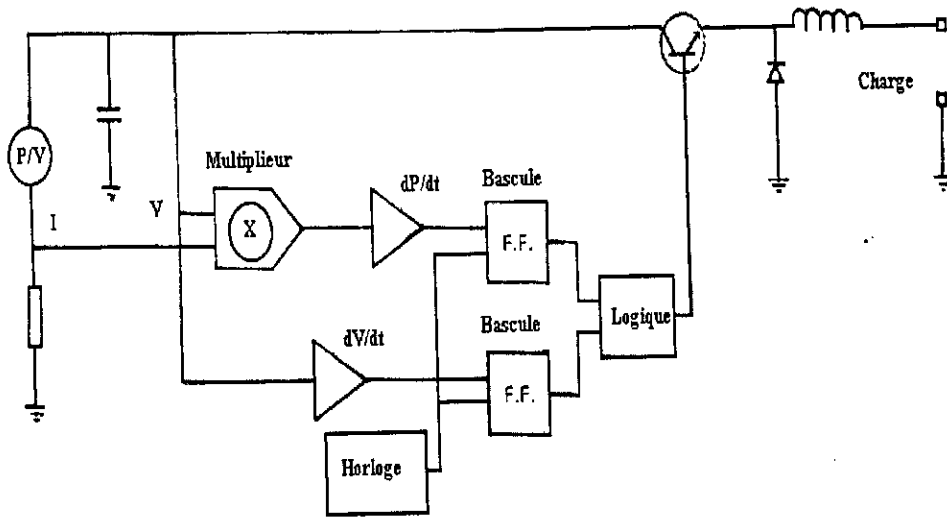 Charge
P/V
Multiplieur
dP/dt
Bascule
I
V
X
F.F.
Bascule
Logique
dV/dt
F.F.
Horloge